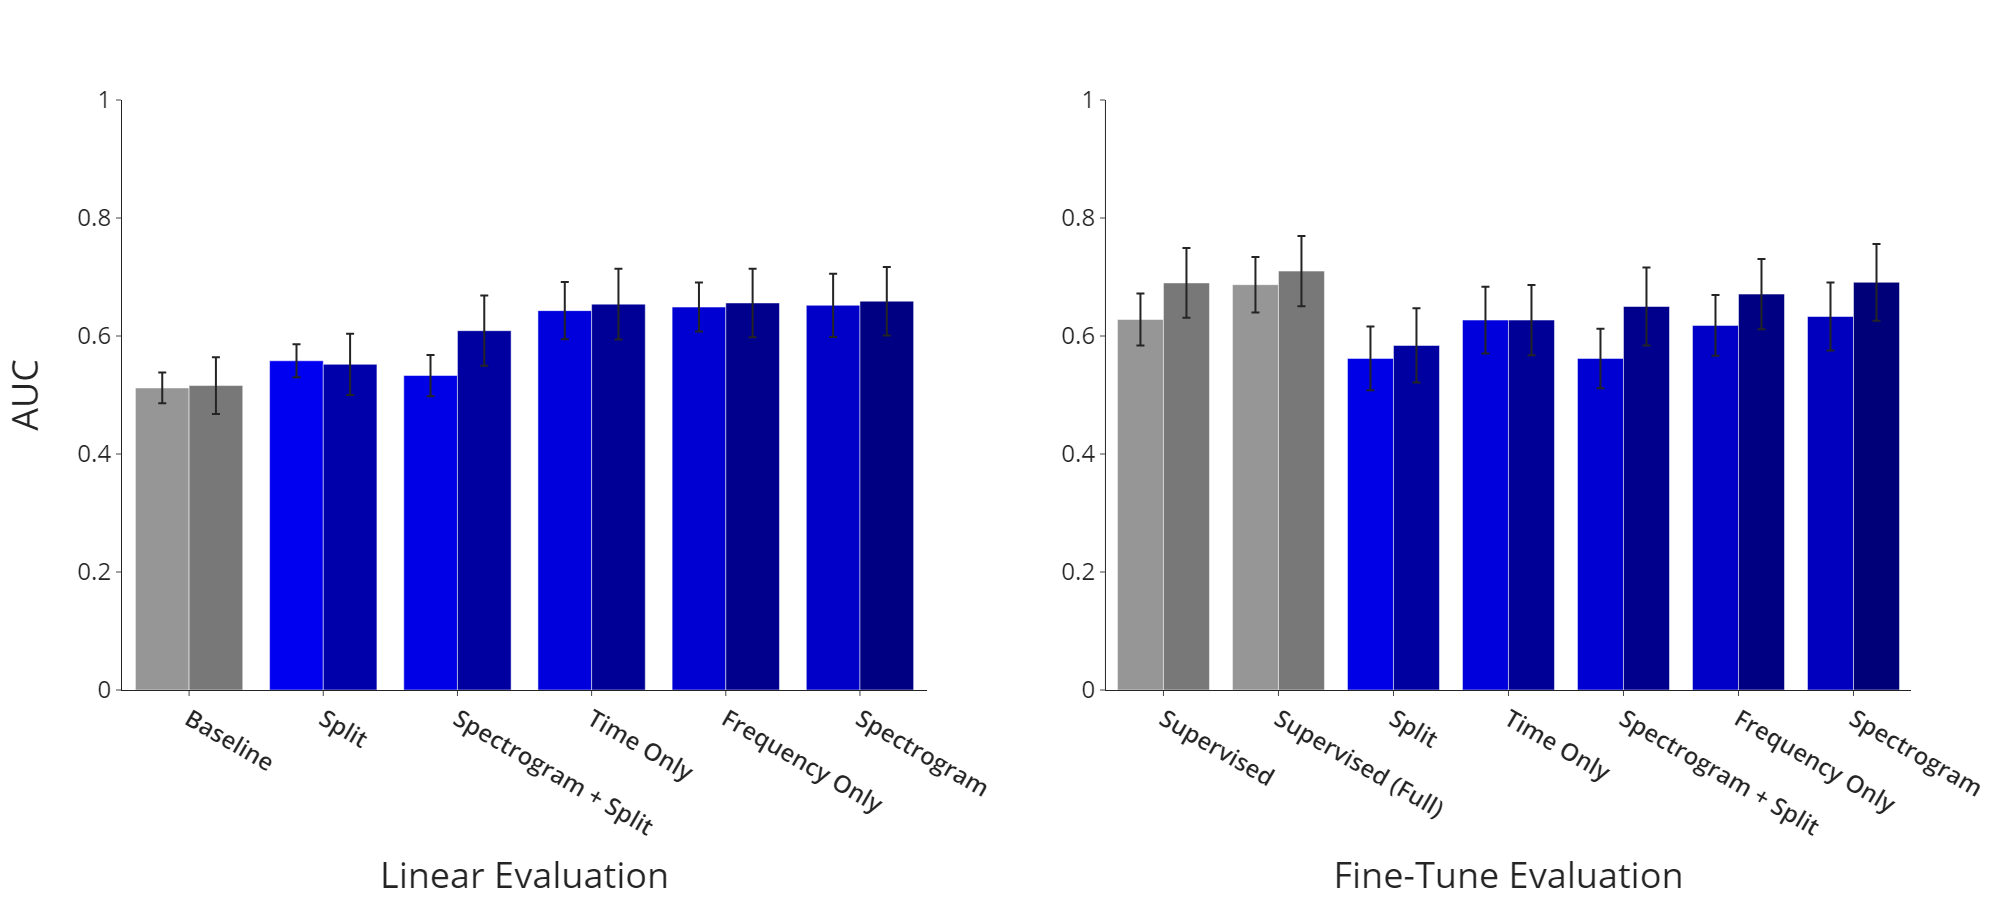 AUC
1
0.8
0.6
0.4
0.2
0
Baseline
Split
Spectrogram + Split
Time Only
Frequency Only
Spectrogram
Linear Evaluation
1
0.8
0.6
0.4
0.2
0
Supervised
Supervised (Full)
Split
Time Only
Spectrogram + Split
Frequency Only
Spectrogram
Fine-Tune Evaluation